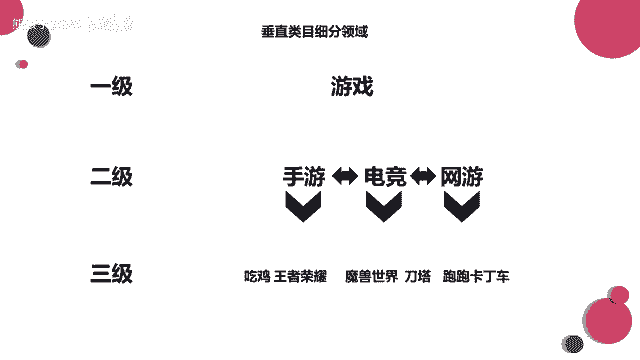 垂直类目细分领域
一级 游戏
二级 手游 电竞 网游
三级 吃鸡 王者荣耀 魔兽世界 刀塔 跑跑卡丁车